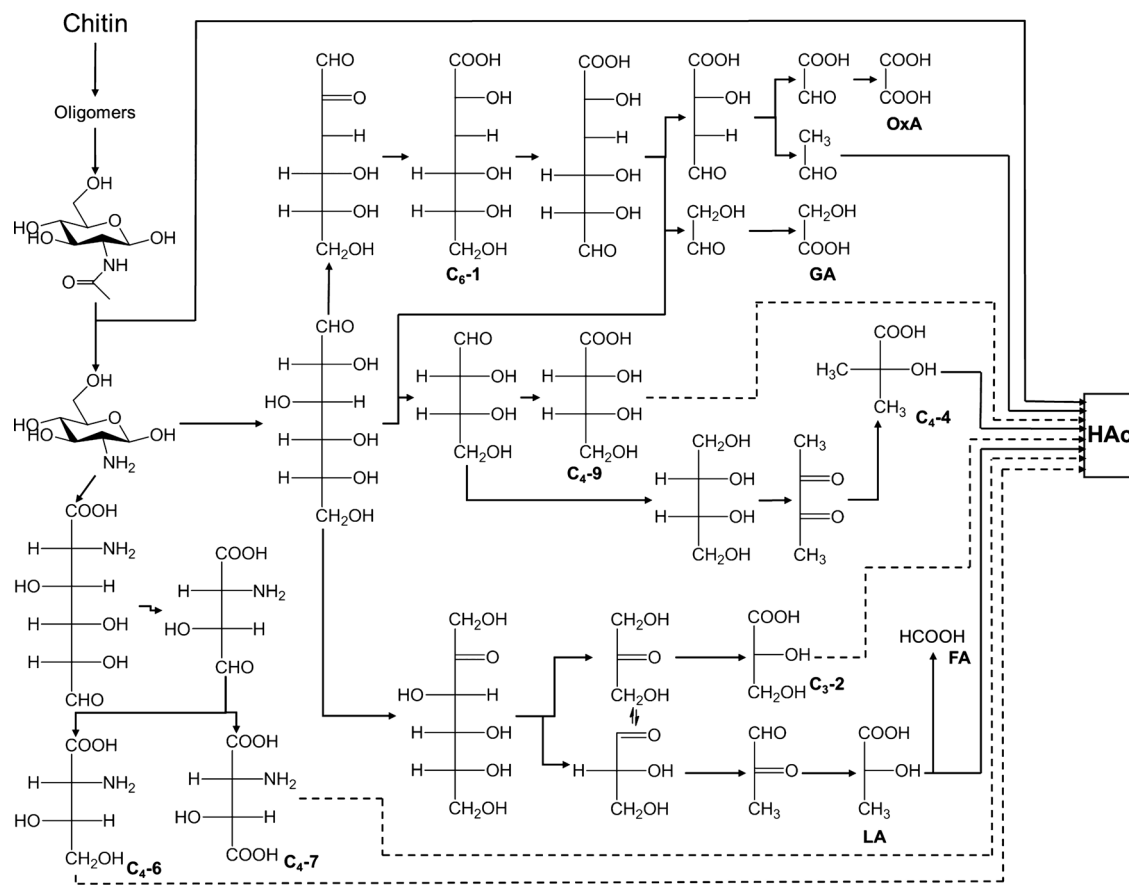 Chitin
Oligomers
OH
HO
HO
O
OH
NH
O
OH
HO
HO
O
OH
NH₂
COOH
H
NH₂
HO
H
H
OH
H
OH
CHO
COOH
H
NH₂
HO
H
CHO
COOH
H
NH₂
HO
H
CH₂OH
C₄-6
COOH
H
NH₂
HO
H
COOH
C₄-7
CHO
O
H
H
OH
H
OH
CH₂OH
COOH
OH
H
H
OH
H
OH
CH₂OH
C₆-1
COOH
OH
H
H
OH
H
OH
CHO
COOH
OH
H
CHO
COOH
CHO
COOH
COOH
OxA
CH₃
CHO
CH₂OH
CHO
CH₂OH
COOH
GA
CHO
H
OH
HO
H
H
OH
H
OH
CH₂OH
CHO
H
OH
H
OH
CH₂OH
COOH
H
OH
H
OH
CH₂OH
C₄-9
CH₂OH
H
OH
H
OH
CH₂OH
CH₃
O
O
CH₃
COOH
H₃C
OH
CH₃
C₄-4
HAc
CH₂OH
O
HO
H
H
OH
H
OH
CH₂OH
CH₂OH
O
CH₂OH
O
H
OH
CH₂OH
COOH
OH
CH₂OH
C₃-2
CHO
O
CH₃
COOH
OH
CH₃
LA
HCOOH
FA